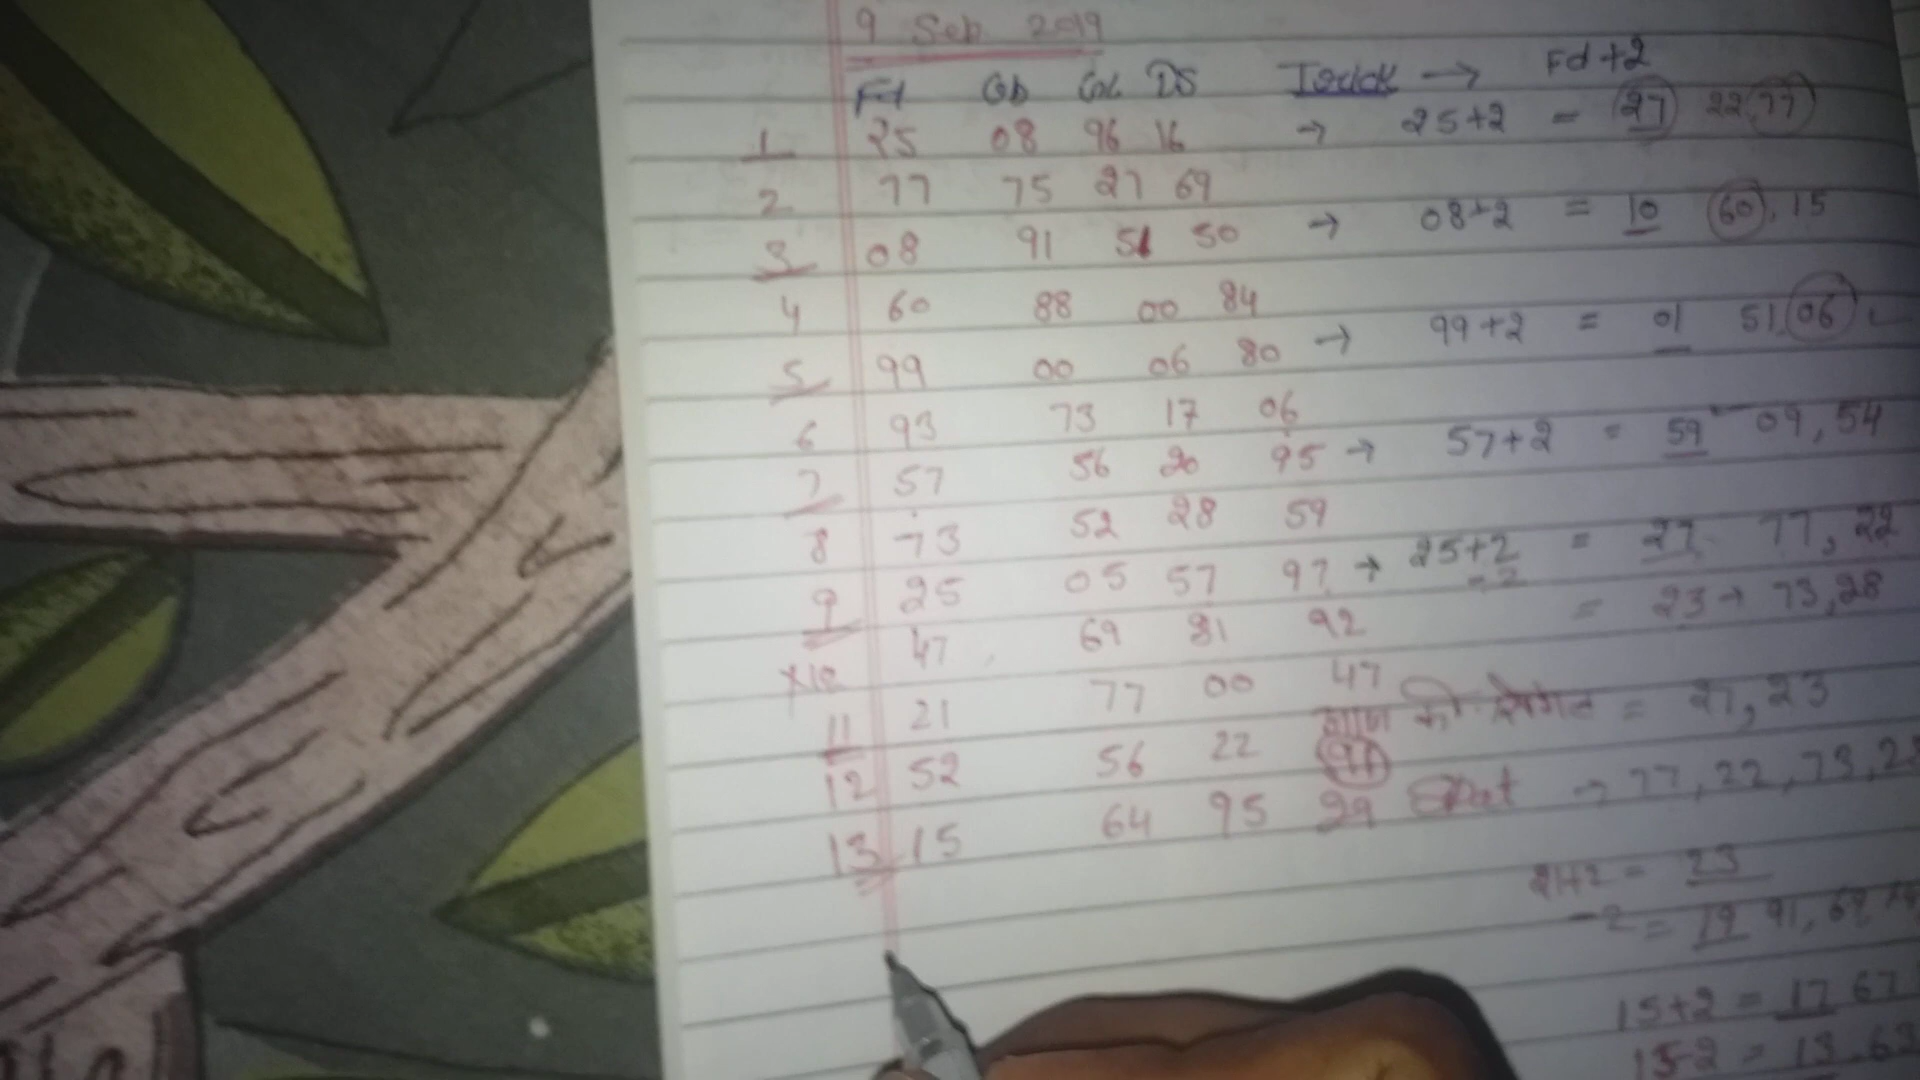 9 Sep 2019
Fd Gb Gal DS Trick → Fd+2
1 25 08 96 16 → 25+2 = 27 22,77
2 77 75 27 69
3 08 91 51 50 → 08+2 = 10 60,15
4 60 88 00 84
5 99 00 06 80 → 99+2 = 01 51,06
6 93 73 17 06
7 57 56 20 95 → 57+2 = 59 09,54
8 73 52 28 59
9 25 05 57 97 → 25+2 = 27 77,22
-2 = 23 → 73,28
×10 47 69 81 92
11 21 77 00 47 की = 27,23
12 52 56 22 → 77,22,73,28
13 15 64 95 29
21+2 = 23
-2 = 19 91,69
15+2 = 17 67
15-2 = 13 63